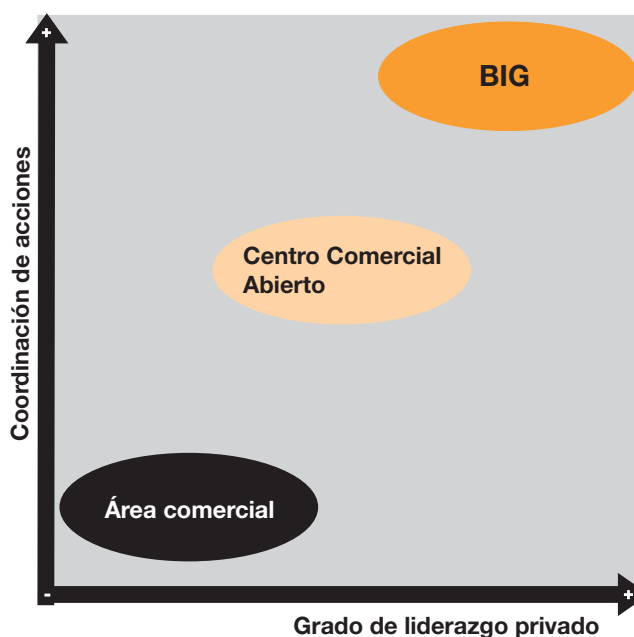 +
BIG
Coordinación de acciones
Centro Comercial
Abierto
Área comercial
-
+
Grado de liderazgo privado